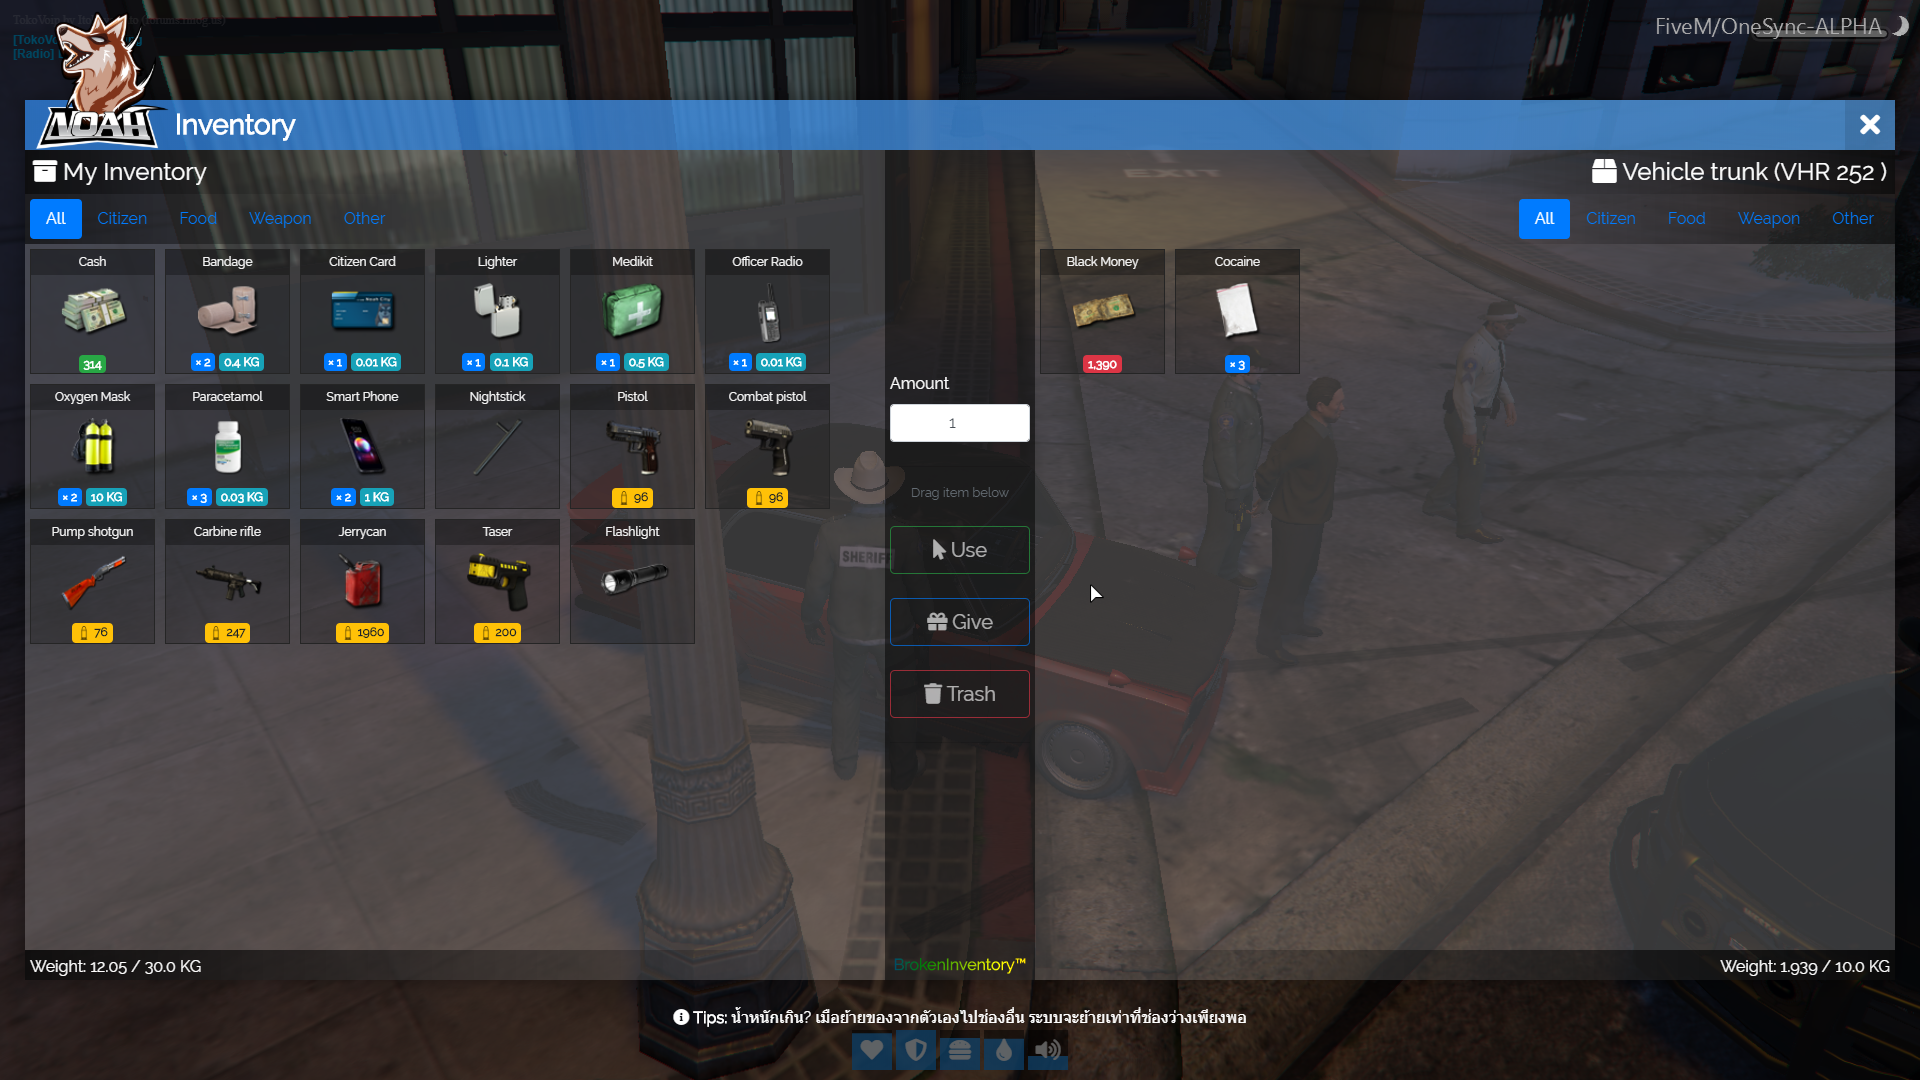 FiveM/OneSync-ALPHA
[Radio]
NOAH
Inventory
My Inventory
Vehicle trunk (VHR 252 )
All Citizen Food Weapon Other
All Citizen Food Weapon Other
Cash Bandage Citizen Card Lighter Medikit Officer Radio
Black Money Cocaine
314 × 2 0.4 KG × 1 0.01 KG × 1 0.1 KG × 1 0.5 KG × 1 0.01 KG
1,390 × 3
Amount
1
Oxygen Mask Paracetamol Smart Phone Nightstick Pistol Combat pistol
× 2 10 KG × 3 0.03 KG × 2 1 KG 96 96
Drag item below
Pump shotgun Carbine rifle Jerrycan Taser Flashlight
76 247 1960 200
SHERIFF
EXIT
Use
Give
Trash
BrokenInventory™
Weight: 12.05 / 30.0 KG
Weight: 1.939 / 10.0 KG
Tips: น้ำหนักเกิน? เมื่อย้ายของจากตัวเองไปช่องอื่น ระบบจะย้ายเท่าที่ช่องว่างเพียงพอ